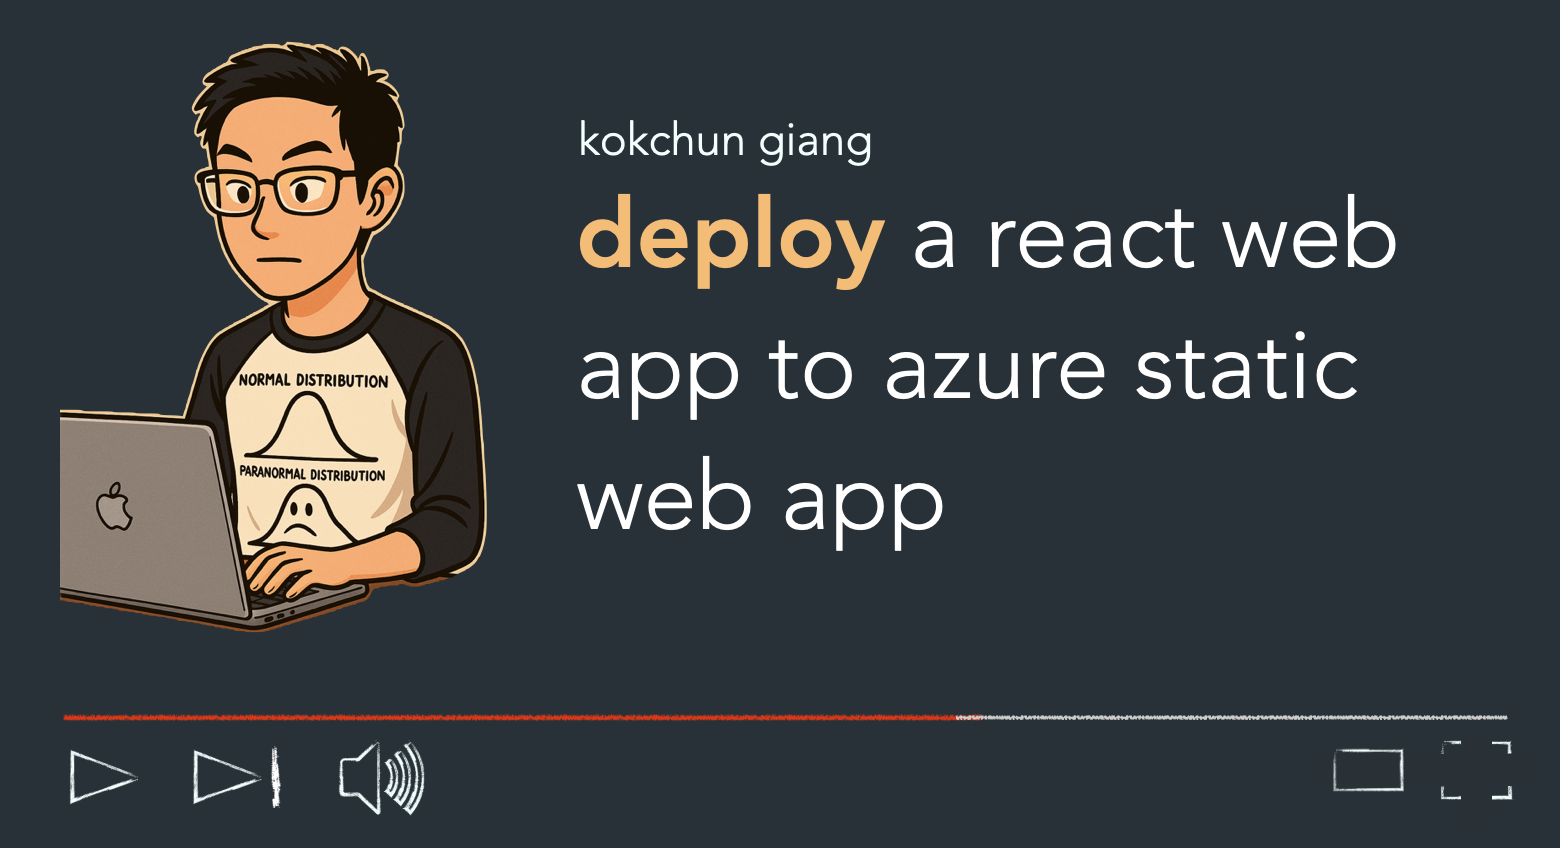 kokchun giang
deploy a react web
app to azure static
web app
NORMAL DISTRIBUTION
PARANORMAL DISTRIBUTION